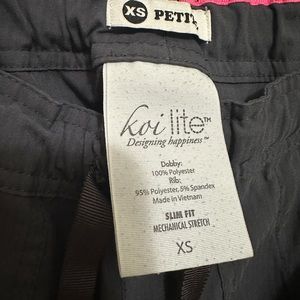 XS PETIT
koi lite™
Designing happiness™
Dobby:
100% Polyester
Rib:
95% Polyester, 5% Spandex
Made in Vietnam
SLIM FIT
MECHANICAL STRETCH
XS